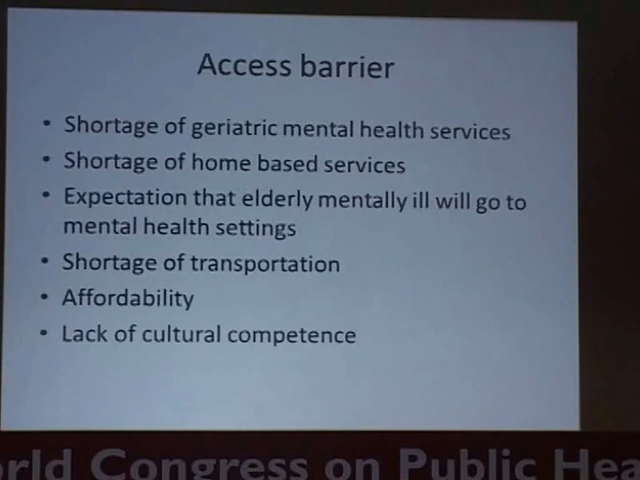 Access barrier
• Shortage of geriatric mental health services
• Shortage of home based services
• Expectation that elderly mentally ill will go to
mental health settings
• Shortage of transportation
• Affordability
• Lack of cultural competence
orld Congress on Public Hea